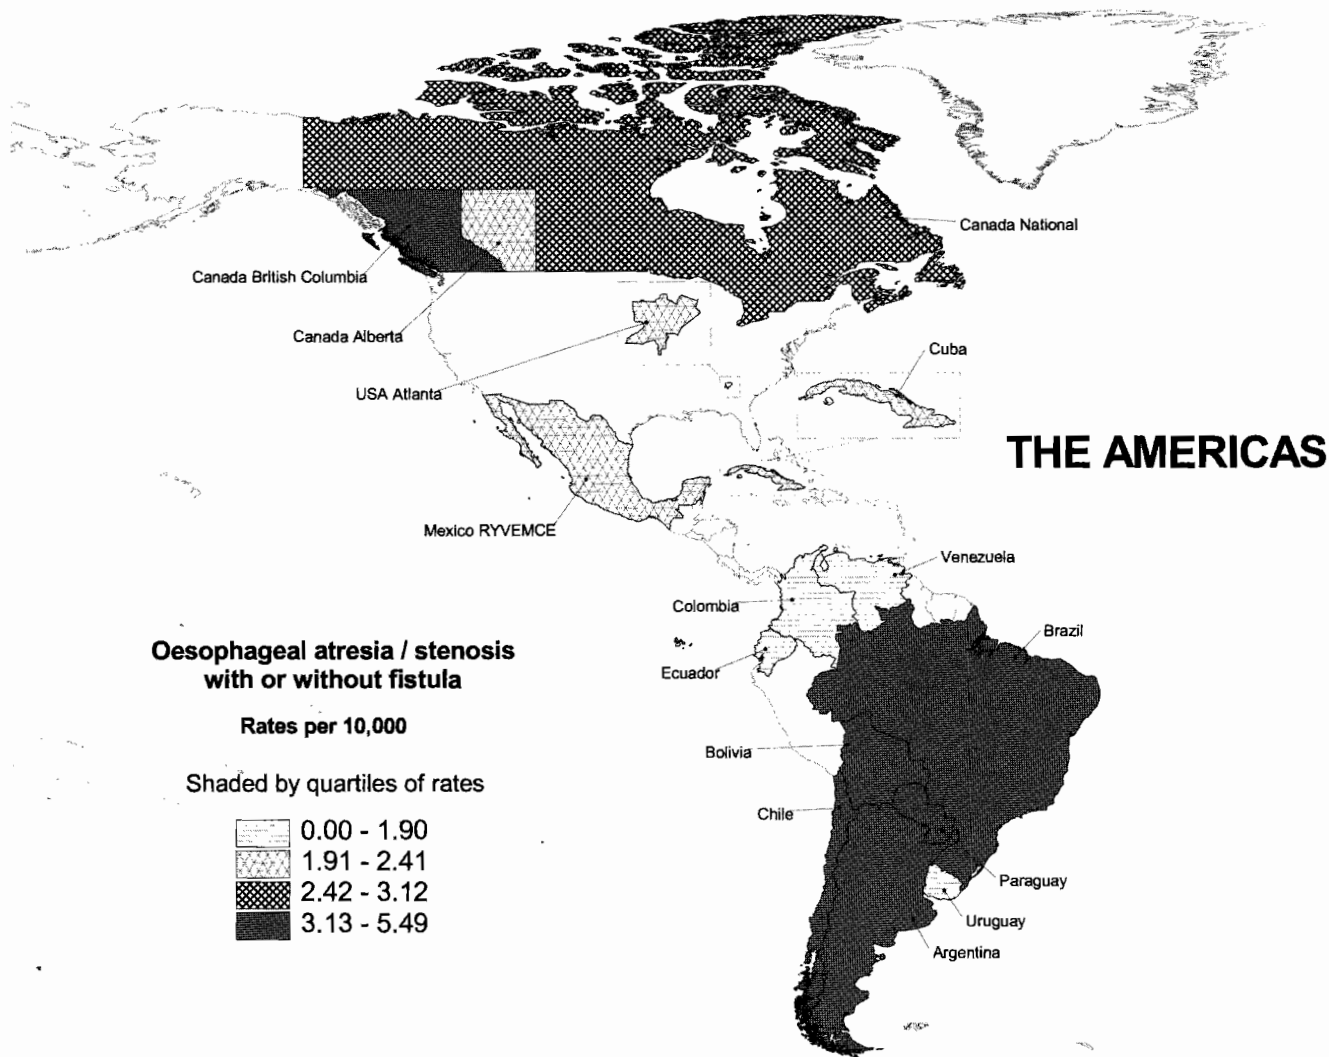 Canada National
Canada British Columbia
Canada Alberta
USA Atlanta
Cuba
THE AMERICAS
Mexico RYVEMCE
Venezuela
Colombia
Brazil
Ecuador
Oesophageal atresia / stenosis
with or without fistula
Rates per 10,000
Bolivia
Shaded by quartiles of rates
Chile
0.00 - 1.90
1.91 - 2.41
2.42 - 3.12
3.13 - 5.49
Paraguay
Uruguay
Argentina